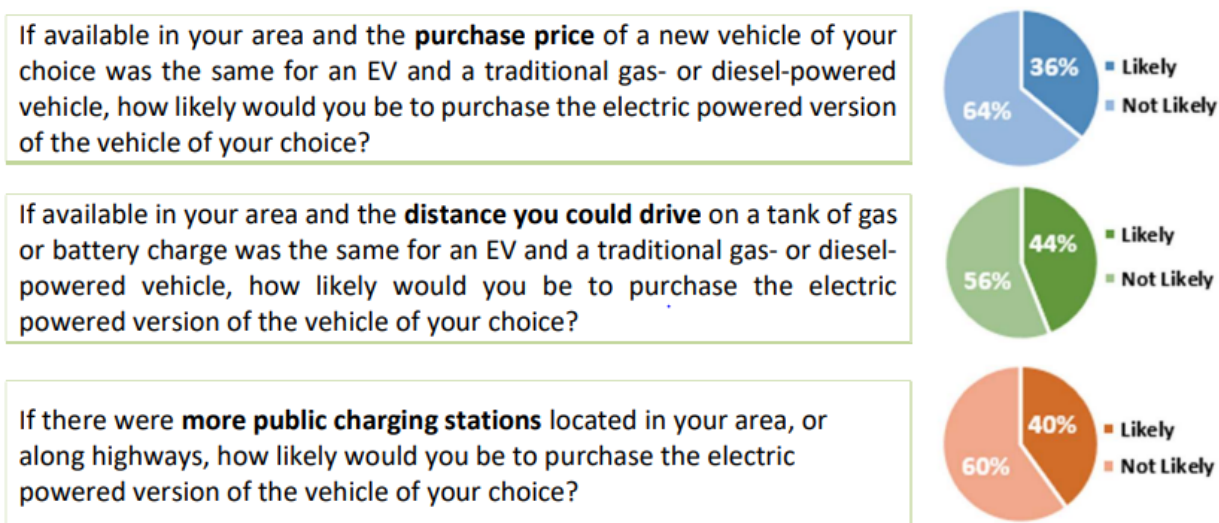 If available in your area and the purchase price of a new vehicle of your
choice was the same for an EV and a traditional gas- or diesel-powered
vehicle, how likely would you be to purchase the electric powered version
of the vehicle of your choice?
36%
64%
Likely
Not Likely
If available in your area and the distance you could drive on a tank of gas
or battery charge was the same for an EV and a traditional gas- or diesel-
powered vehicle, how likely would you be to purchase the electric
powered version of the vehicle of your choice?
44%
56%
Likely
Not Likely
If there were more public charging stations located in your area, or
along highways, how likely would you be to purchase the electric
powered version of the vehicle of your choice?
40%
60%
Likely
Not Likely